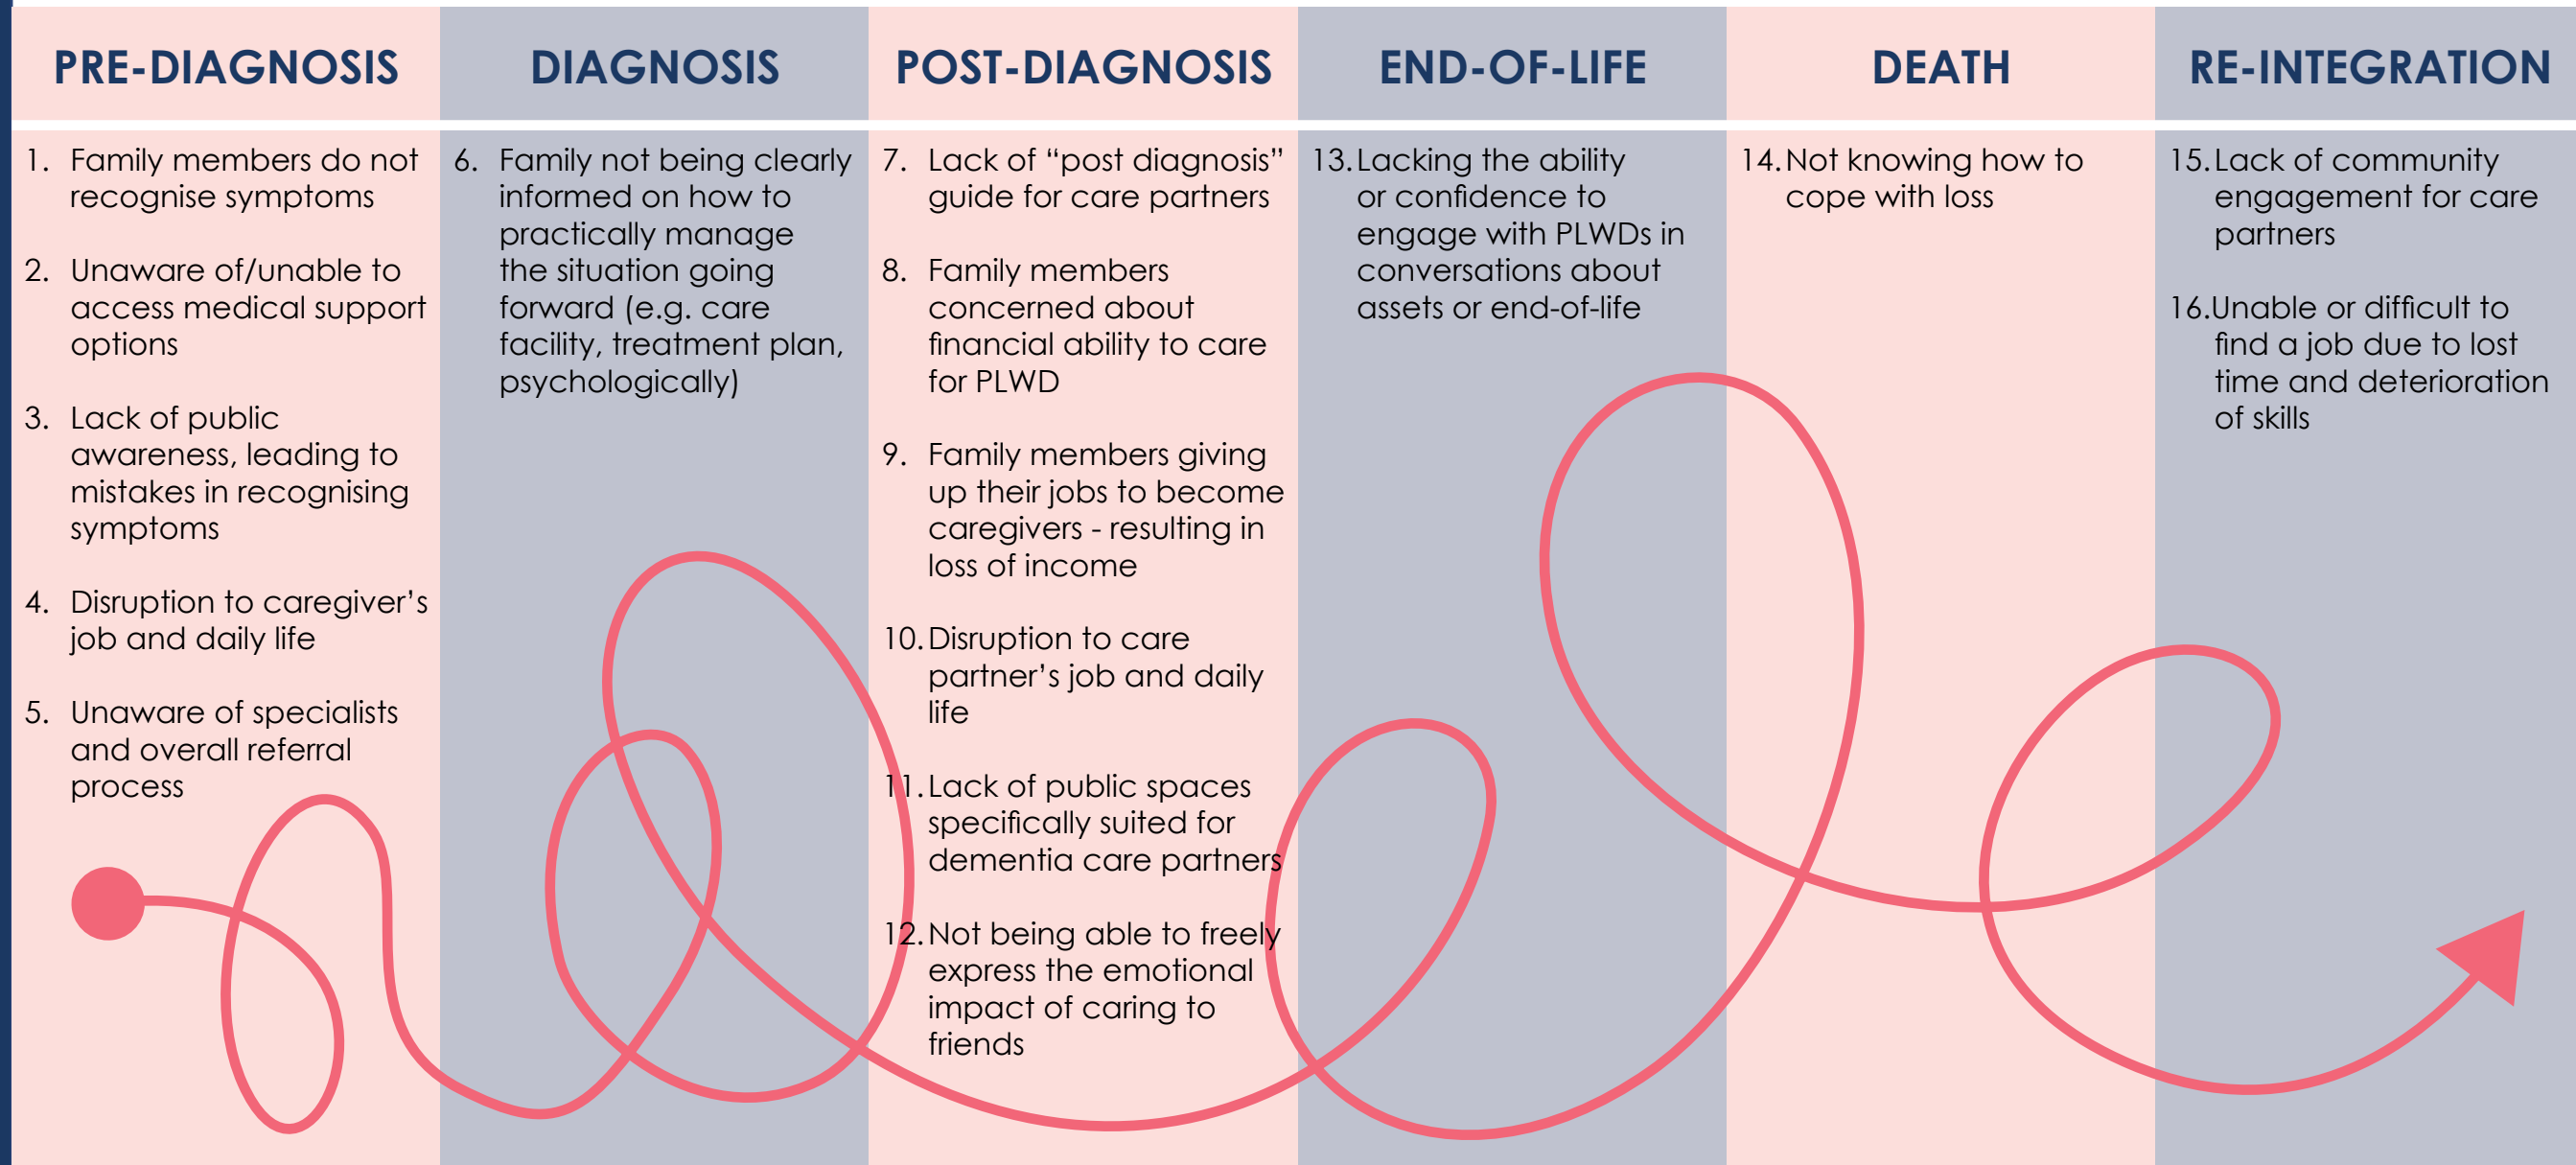 PRE-DIAGNOSIS
DIAGNOSIS
POST-DIAGNOSIS
END-OF-LIFE
DEATH
RE-INTEGRATION
1. Family members do not
recognise symptoms
2. Unaware of/unable to
access medical support
options
3. Lack of public
awareness, leading to
mistakes in recognising
symptoms
4. Disruption to caregiver’s
job and daily life
5. Unaware of specialists
and overall referral
process
6. Family not being clearly
informed on how to
practically manage
the situation going
forward (e.g. care
facility, treatment plan,
psychologically)
7. Lack of “post diagnosis”
guide for care partners
8. Family members
concerned about
financial ability to care
for PLWD
9. Family members giving
up their jobs to become
caregivers - resulting in
loss of income
10. Disruption to care
partner’s job and daily
life
11. Lack of public spaces
specifically suited for
dementia care partners
12. Not being able to freely
express the emotional
impact of caring to
friends
13. Lacking the ability
or confidence to
engage with PLWDs in
conversations about
assets or end-of-life
14. Not knowing how to
cope with loss
15. Lack of community
engagement for care
partners
16. Unable or difficult to
find a job due to lost
time and deterioration
of skills